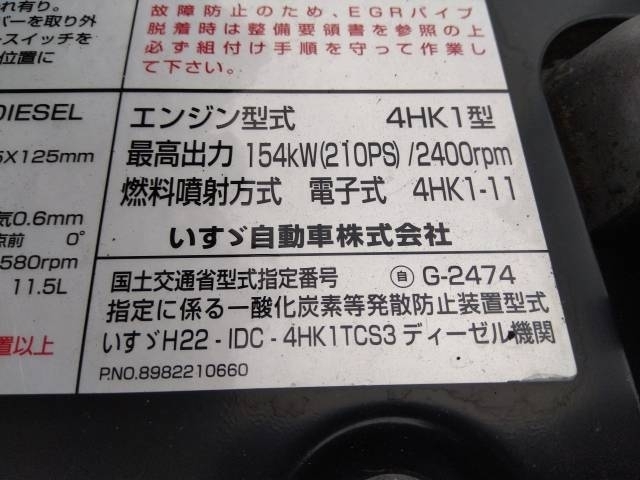 れ有り。
バーを取り外
ースイッチを
位置に
故障防止のため、EGRパイプ
脱着時は整備要領書を参照の上
必ず組付け手順を守って作業し
て下さい。
DIESEL
5X125mm
気0.6mm
点前 0°
580rpm
11.5L
置以上
エンジン型式 4HK1型
最高出力 154kW(210PS)/2400rpm
燃料噴射方式 電子式 4HK1-11
いすゞ自動車株式会社
国土交通省型式指定番号 ㊀自 G-2474
指定に係る一酸化炭素等発散防止装置型式
いすゞH22-IDC-4HK1TCS3 ディーゼル機関
P.NO.8982210660